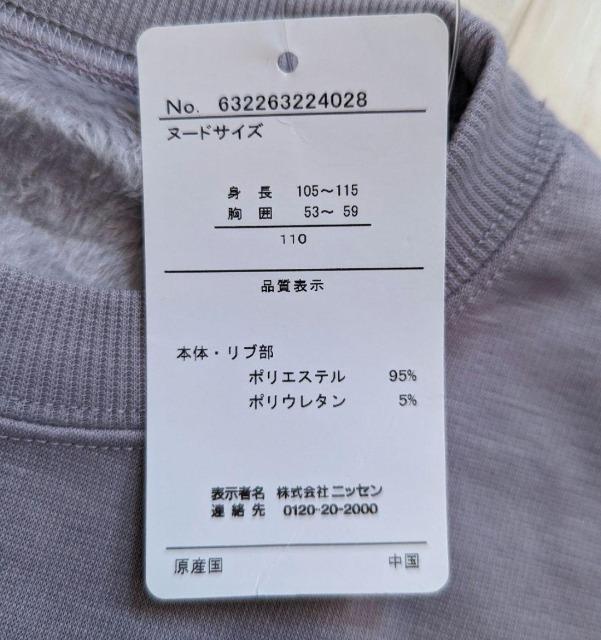 No. 632263224028
ヌードサイズ
身 長 105～115
胸 囲 53～ 59
110
品質表示
本体・リブ部
ポリエステル 95%
ポリウレタン 5%
表示者名 株式会社ニッセン
連 絡 先 0120-20-2000
原産国 中国